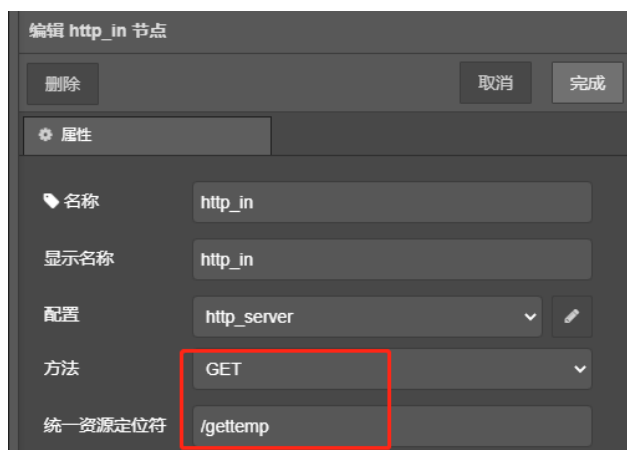 编辑 http_in 节点
删除 取消 完成
属性
名称 http_in
显示名称 http_in
配置 http_server
方法 GET
统一资源定位符 /gettemp